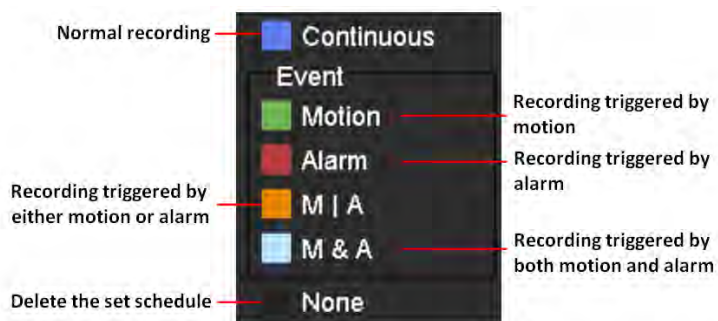 Normal recording
Continuous
Event
Motion
Recording triggered by
motion
Alarm
Recording triggered by
alarm
Recording triggered by
either motion or alarm
M | A
M & A
Recording triggered by
both motion and alarm
Delete the set schedule
None